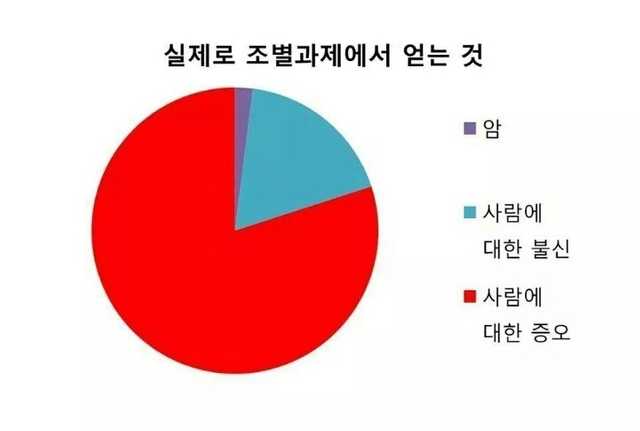 실제로 조별과제에서 얻는 것
암
사람에
대한 불신
사람에
대한 증오